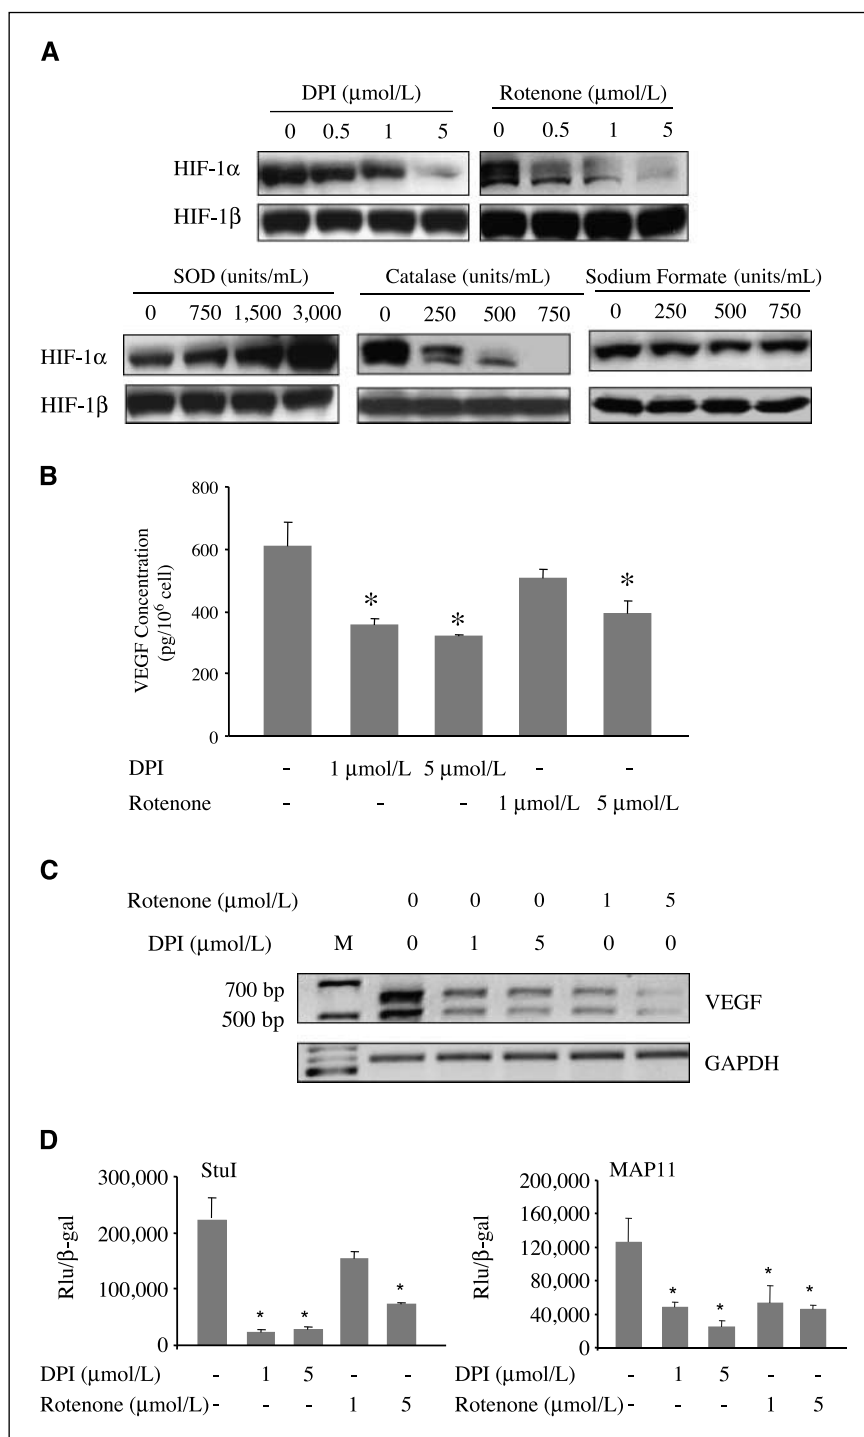 A
DPI (μmol/L) Rotenone (μmol/L)
0 0.5 1 5 0 0.5 1 5
HIF-1α
HIF-1β
SOD (units/mL) Catalase (units/mL) Sodium Formate (units/mL)
0 750 1,500 3,000 0 250 500 750 0 250 500 750
HIF-1α
HIF-1β
B
VEGF Concentration
(pg/10⁶ cell)
800
600
400
200
0
* * *
DPI - 1 μmol/L 5 μmol/L - -
Rotenone - - - 1 μmol/L 5 μmol/L
C
Rotenone (μmol/L) 0 0 0 1 5
DPI (μmol/L) M 0 1 5 0 0
700 bp
500 bp
VEGF
GAPDH
D
StuI
Rlu/β-gal
300,000
200,000
100,000
0
* * *
DPI (μmol/L) - 1 5 - -
Rotenone (μmol/L) - - - 1 5
MAP11
Rlu/β-gal
200,000
160,000
120,000
80,000
40,000
0
* * * *
DPI (μmol/L) - 1 5 - -
Rotenone (μmol/L) - - - 1 5